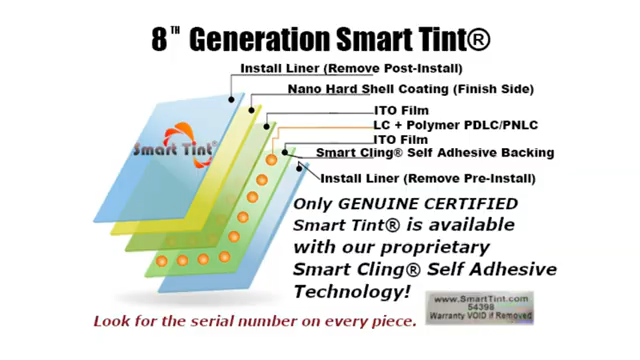 8TH Generation Smart Tint®
Install Liner (Remove Post-Install)
Nano Hard Shell Coating (Finish Side)
ITO Film
LC + Polymer PDLC/PNLC
ITO Film
Smart Cling® Self Adhesive Backing
Install Liner (Remove Pre-Install)
Smart Tint®
Only GENUINE CERTIFIED
Smart Tint® is available
with our proprietary
Smart Cling® Self Adhesive
Technology!
www.SmartTint.com
54398
Warranty VOID if Removed
Look for the serial number on every piece.